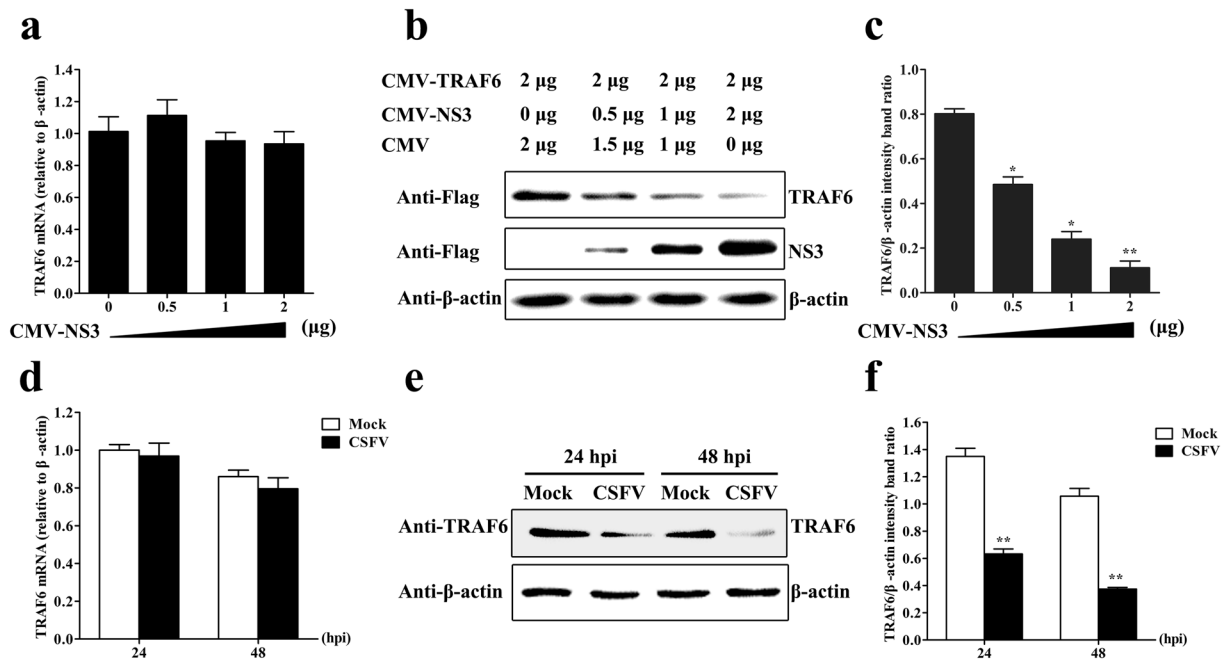 a
TRAF6 mRNA (relative to β -actin)
1.4
1.2
1.0
0.8
0.6
0.4
0.2
0.0
0 0.5 1 2
CMV-NS3 (μg)
b
CMV-TRAF6 2 μg 2 μg 2 μg 2 μg
CMV-NS3 0 μg 0.5 μg 1 μg 2 μg
CMV 2 μg 1.5 μg 1 μg 0 μg
Anti-Flag TRAF6
Anti-Flag NS3
Anti-β-actin β-actin
c
TRAF6/β -actin intensity band ratio
1.0
0.8
0.6
0.4
0.2
0.0
*
*
**
0 0.5 1 2
CMV-NS3 (μg)
d
TRAF6 mRNA (relative to β -actin)
1.2
1.0
0.8
0.6
0.4
0.2
0.0
Mock
CSFV
24 48 (hpi)
e
24 hpi 48 hpi
Mock CSFV Mock CSFV
Anti-TRAF6 TRAF6
Anti-β-actin β-actin
f
TRAF6/β -actin intensity band ratio
1.6
1.4
1.2
1.0
0.8
0.6
0.4
0.2
0.0
Mock
CSFV
**
**
24 48 (hpi)